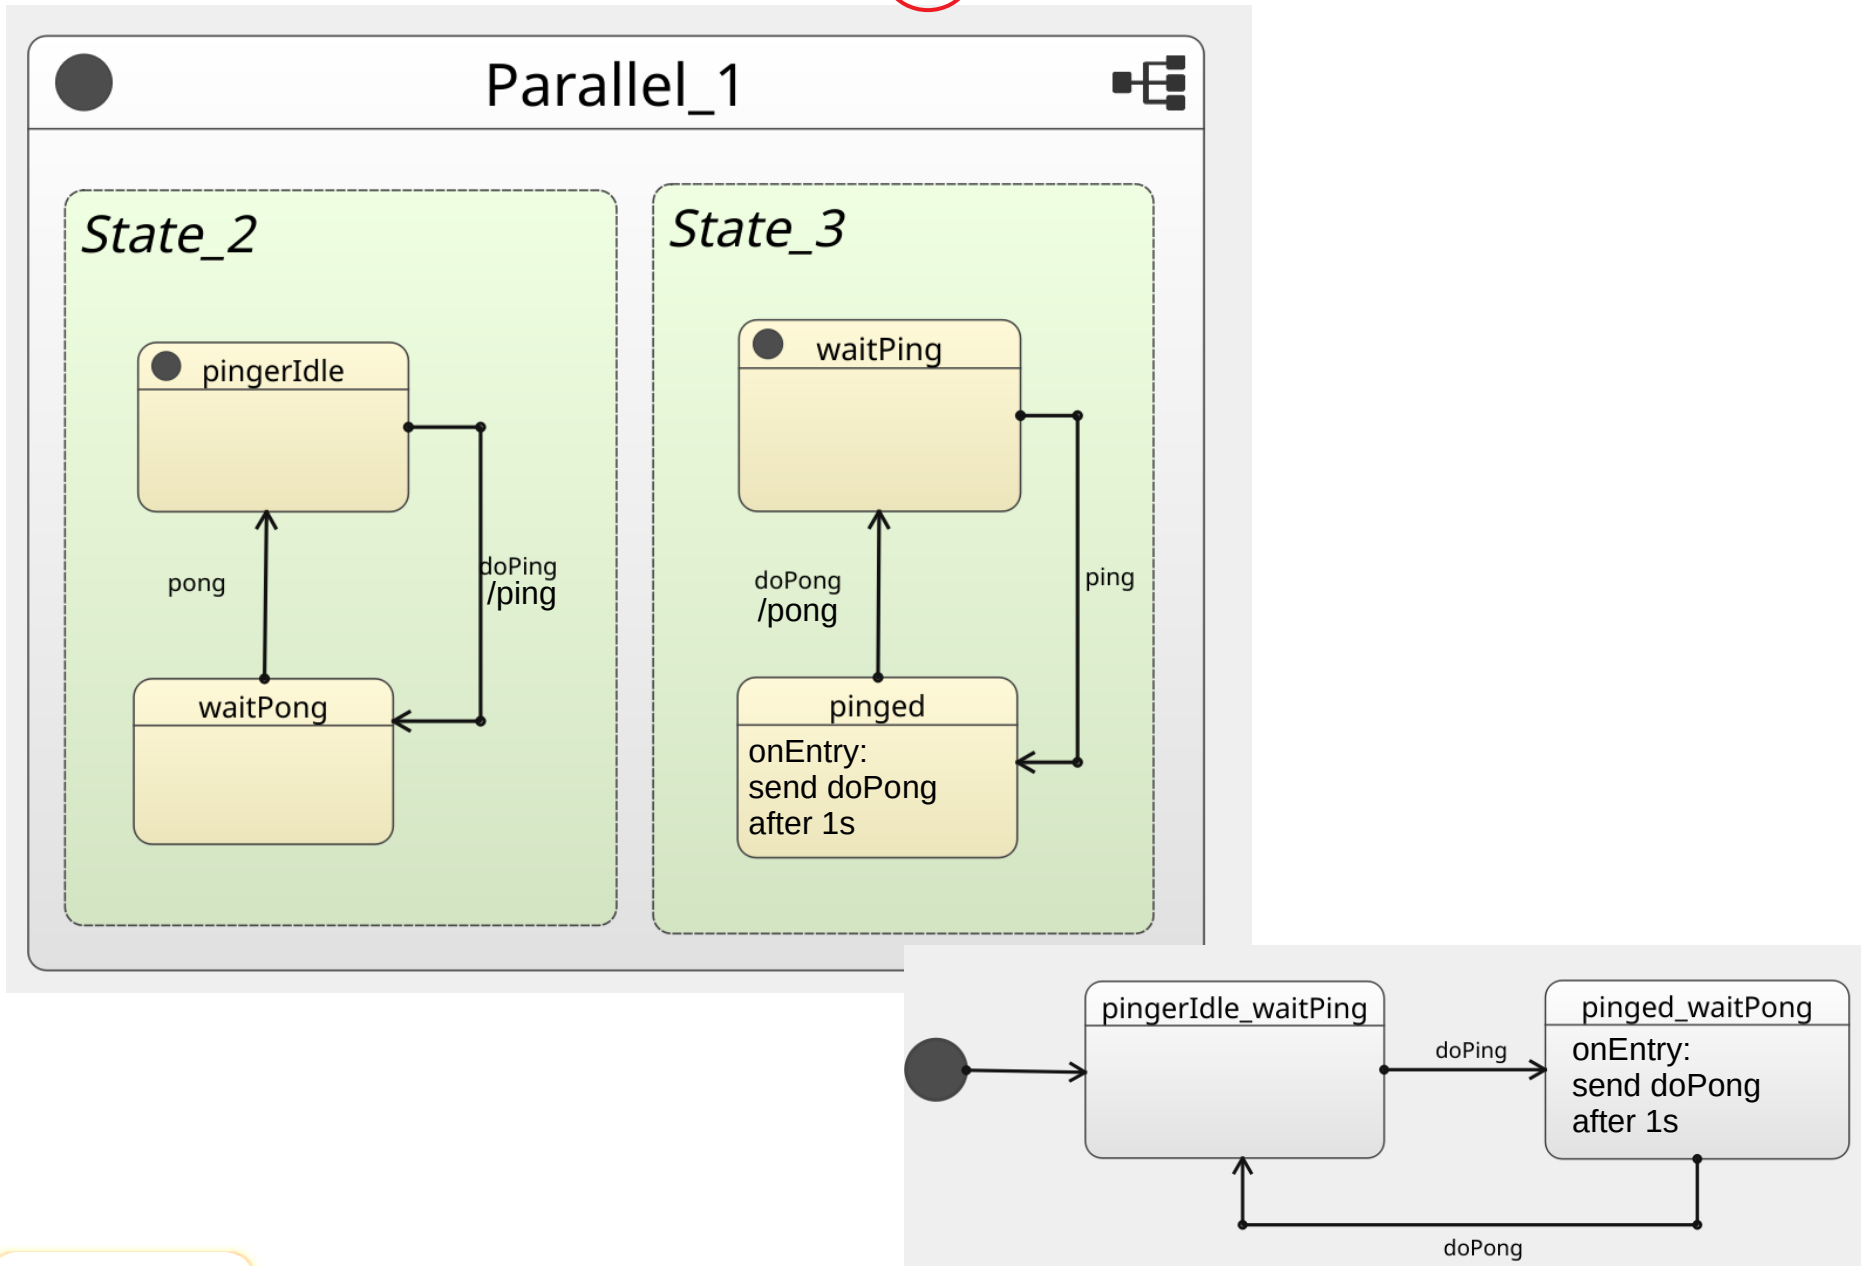 Parallel_1
State_2
pingerIdle
pong
doPing
/ping
waitPong
State_3
waitPing
doPong
/pong
ping
pinged
onEntry:
send doPong
after 1s
pingerIdle_waitPing
doPing
pinged_waitPong
onEntry:
send doPong
after 1s
doPong